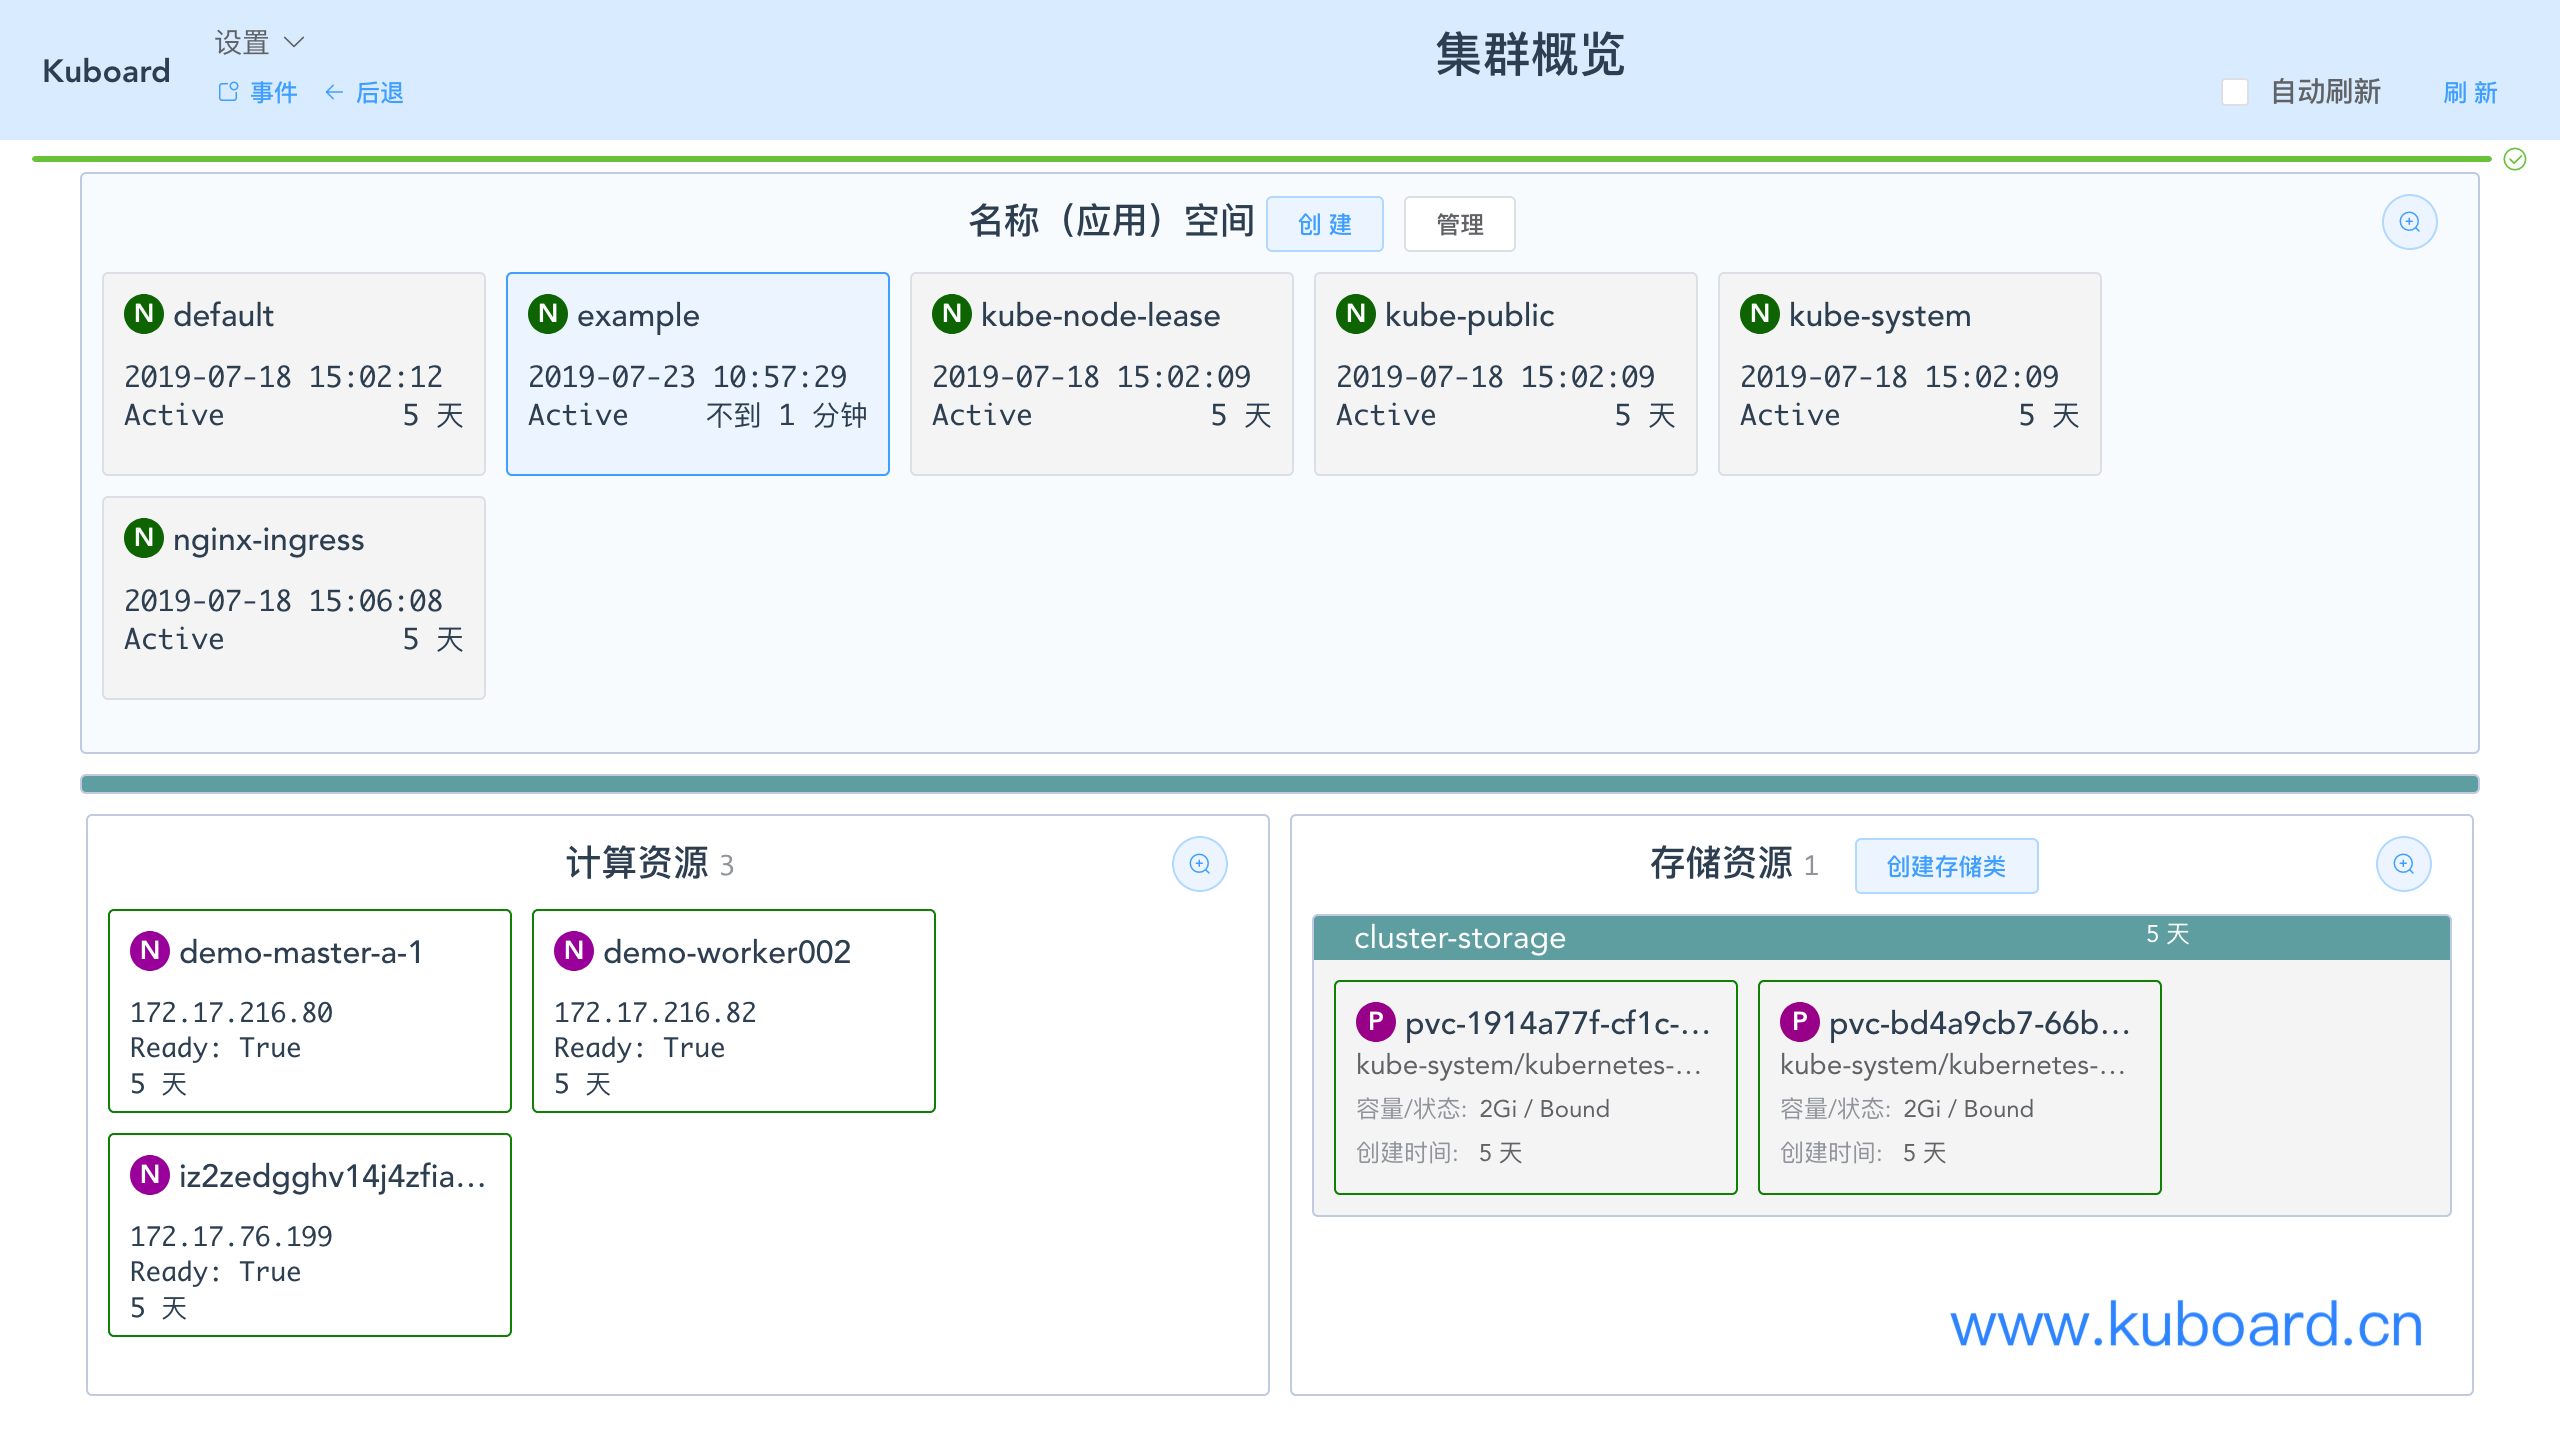 Kuboard
设置
事件 后退
集群概览
自动刷新 刷 新
名称（应用）空间 创 建 管理
N default
2019-07-18 15:02:12
Active 5 天
N example
2019-07-23 10:57:29
Active 不到 1 分钟
N kube-node-lease
2019-07-18 15:02:09
Active 5 天
N kube-public
2019-07-18 15:02:09
Active 5 天
N kube-system
2019-07-18 15:02:09
Active 5 天
N nginx-ingress
2019-07-18 15:06:08
Active 5 天
计算资源 3
N demo-master-a-1
172.17.216.80
Ready: True
5 天
N demo-worker002
172.17.216.82
Ready: True
5 天
N iz2zedgghv14j4zfia...
172.17.76.199
Ready: True
5 天
存储资源 1 创建存储类
cluster-storage 5 天
P pvc-1914a77f-cf1c-...
kube-system/kubernetes-...
容量/状态: 2Gi / Bound
创建时间: 5 天
P pvc-bd4a9cb7-66b...
kube-system/kubernetes-...
容量/状态: 2Gi / Bound
创建时间: 5 天
www.kuboard.cn